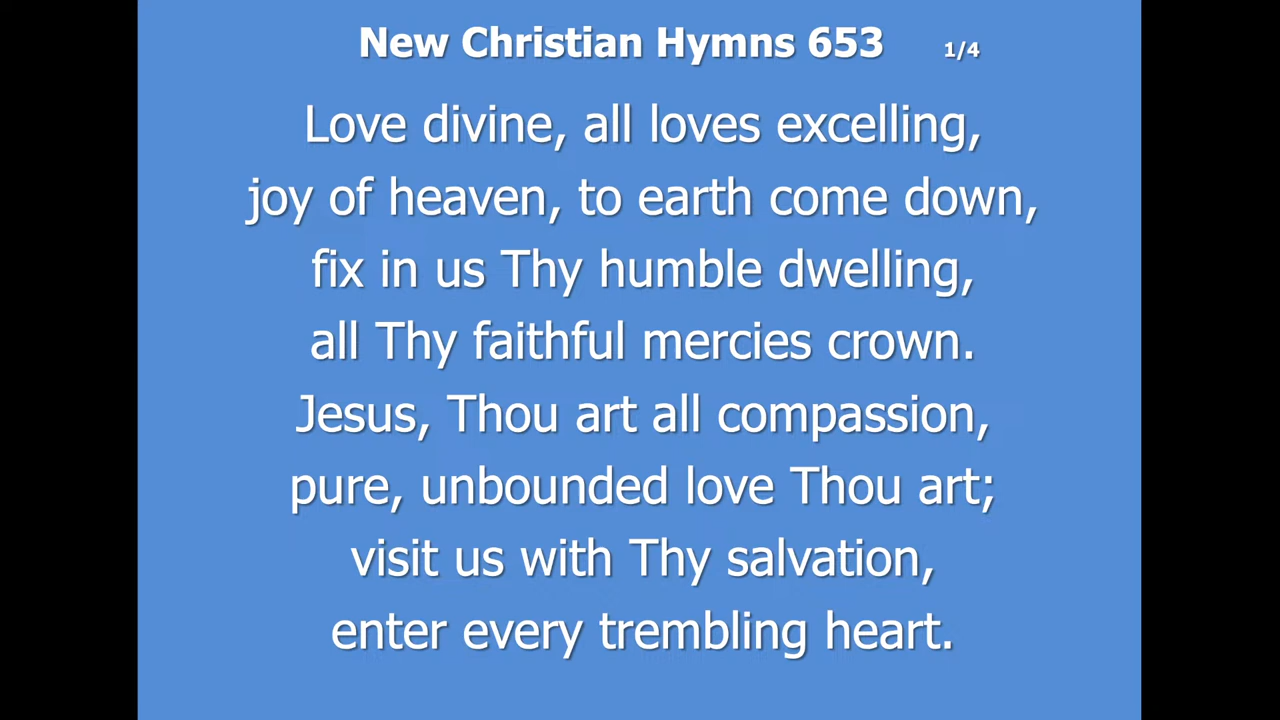 New Christian Hymns 653 1/4
Love divine, all loves excelling,
joy of heaven, to earth come down,
fix in us Thy humble dwelling,
all Thy faithful mercies crown.
Jesus, Thou art all compassion,
pure, unbounded love Thou art;
visit us with Thy salvation,
enter every trembling heart.